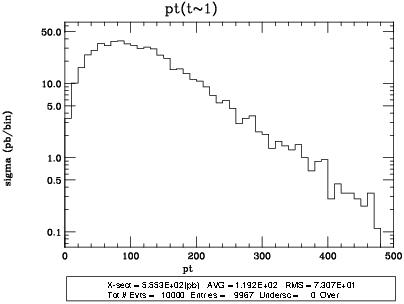 pt(t~1)
50.0
10.0
5.0
1.0
0.5
0.1
sigma (pb/bin)
0 100 200 300 400 500
pt
X-sect = 5.553E+02(pb) AVG = 1.192E+02 RMS = 7.307E+01
Tot # Evts = 10000 Entries = 9967 Undersc = 0 Over